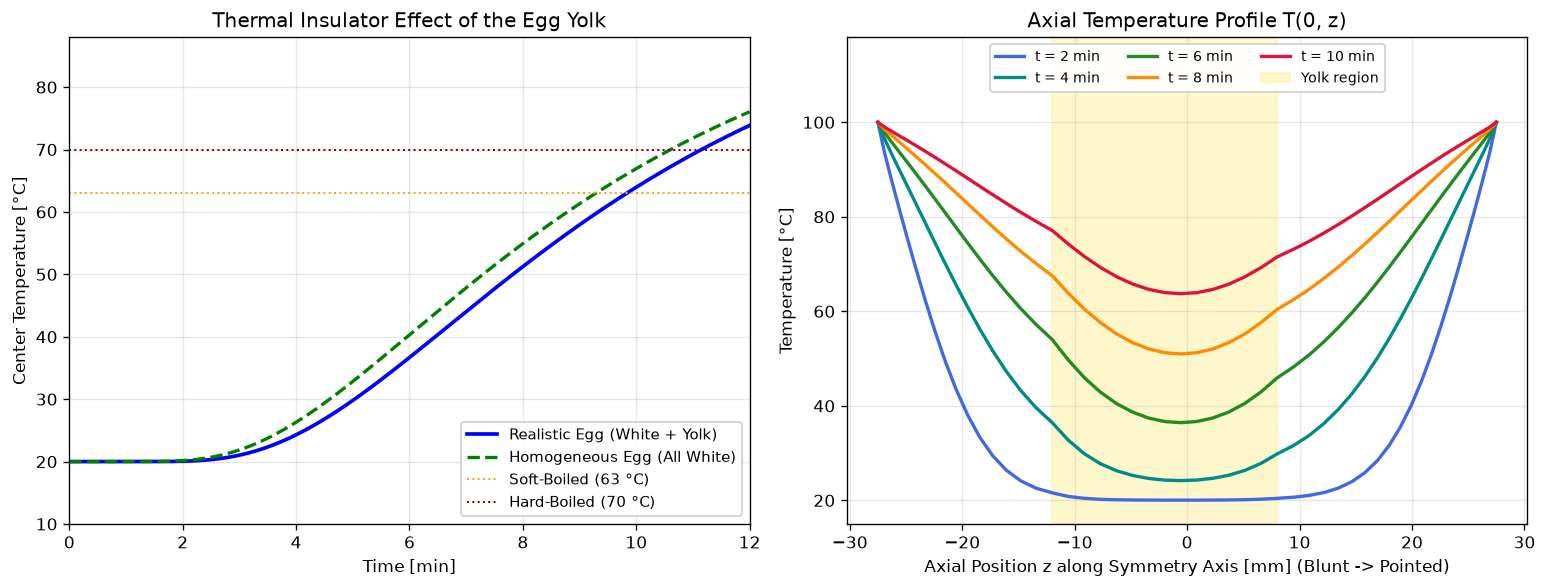 Thermal Insulator Effect of the Egg Yolk
Center Temperature [°C]
80
70
60
50
40
30
20
10
0
2
4
6
8
10
12
Time [min]
Realistic Egg (White + Yolk)
Homogeneous Egg (All White)
Soft-Boiled (63 °C)
Hard-Boiled (70 °C)
Axial Temperature Profile T(0, z)
t = 2 min
t = 4 min
t = 6 min
t = 8 min
t = 10 min
Yolk region
Temperature [°C]
100
80
60
40
20
−30
−20
−10
0
10
20
30
Axial Position z along Symmetry Axis [mm] (Blunt -> Pointed)